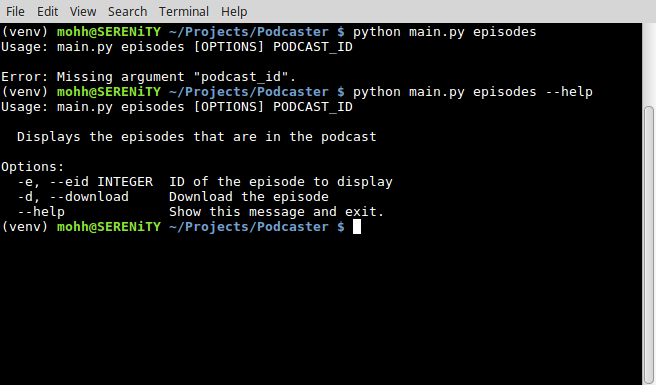 File Edit View Search Terminal Help
(venv) mohh@SERENiTY ~/Projects/Podcaster $ python main.py episodes
Usage: main.py episodes [OPTIONS] PODCAST_ID
Error: Missing argument "podcast_id".
(venv) mohh@SERENiTY ~/Projects/Podcaster $ python main.py episodes --help
Usage: main.py episodes [OPTIONS] PODCAST_ID
Displays the episodes that are in the podcast
Options:
-e, --eid INTEGER  ID of the episode to display
-d, --download     Download the episode
--help             Show this message and exit.
(venv) mohh@SERENiTY ~/Projects/Podcaster $